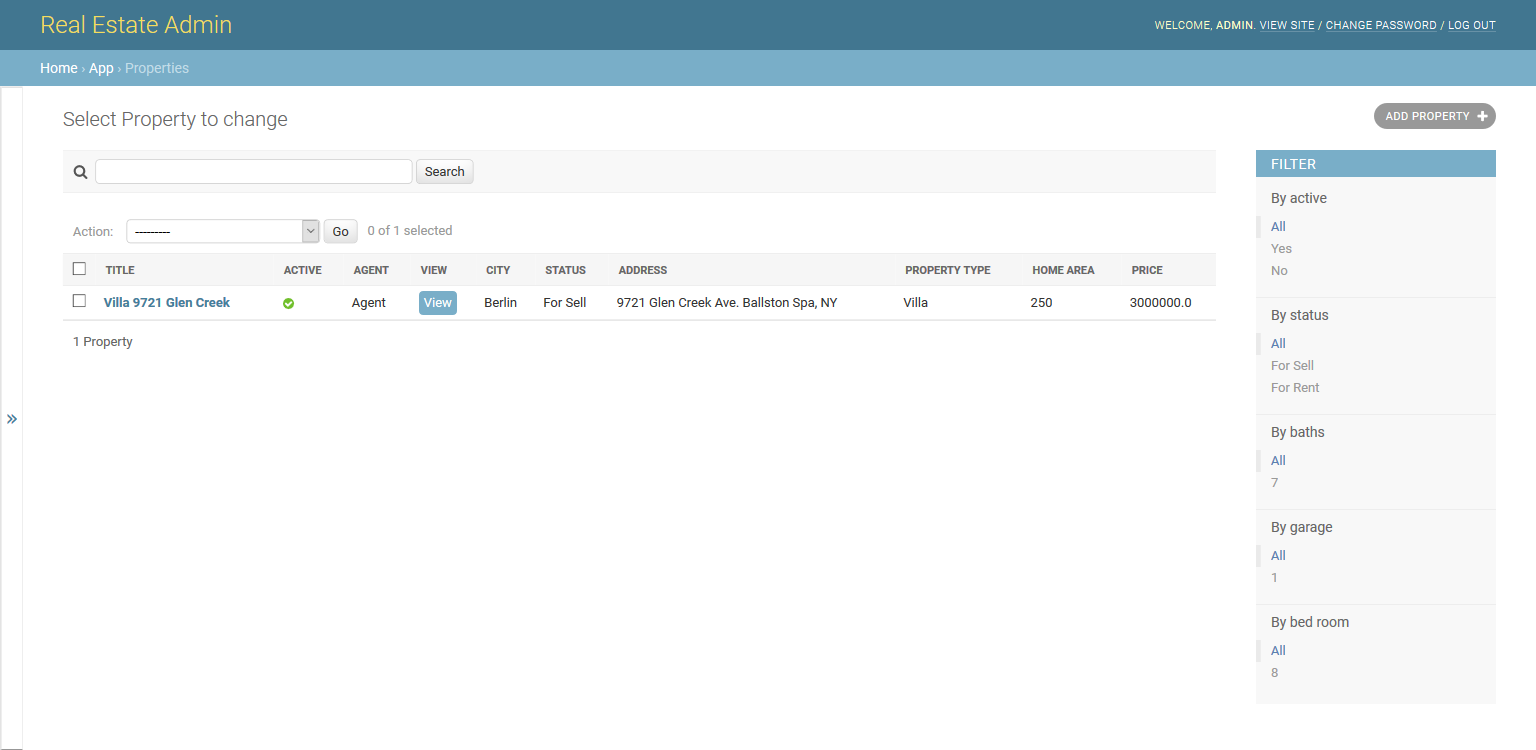 Real Estate Admin
WELCOME, ADMIN. VIEW SITE / CHANGE PASSWORD / LOG OUT
Home › App › Properties
Select Property to change
ADD PROPERTY +
Search
Action: --------- Go 0 of 1 selected
TITLE ACTIVE AGENT VIEW CITY STATUS ADDRESS PROPERTY TYPE HOME AREA PRICE
Villa 9721 Glen Creek Agent View Berlin For Sell 9721 Glen Creek Ave. Ballston Spa, NY Villa 250 3000000.0
1 Property
»
FILTER
By active
All
Yes
No
By status
All
For Sell
For Rent
By baths
All
7
By garage
All
1
By bed room
All
8